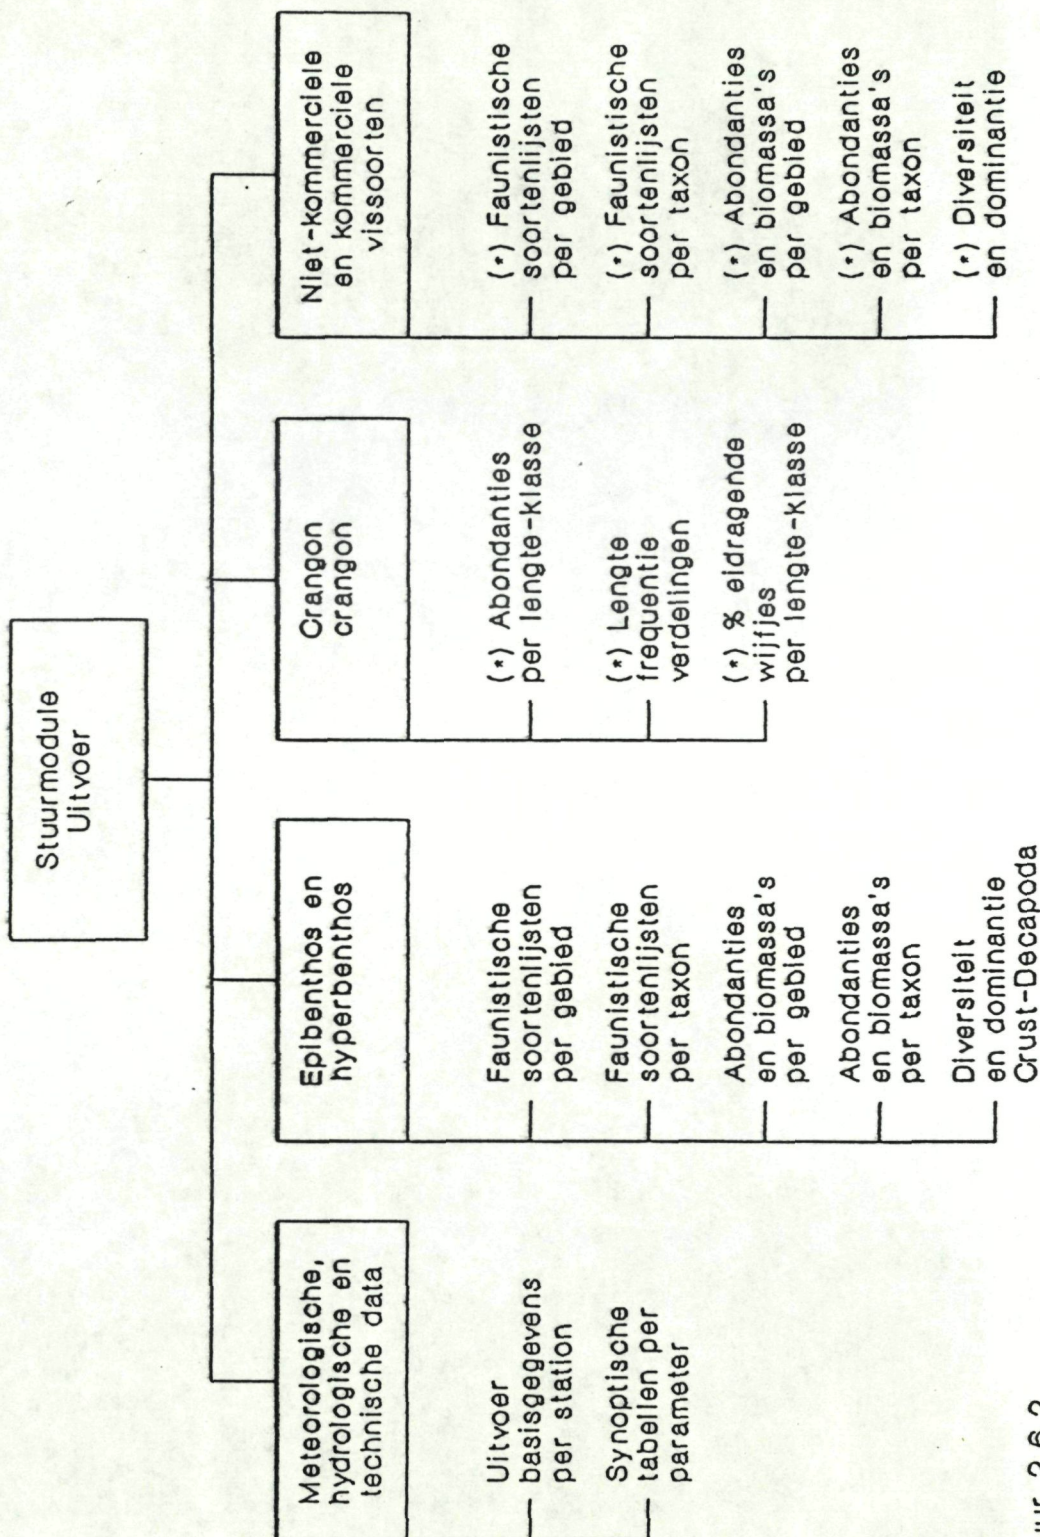 Stuurmodule
Uitvoer
Meteorologische,
hydrologische en
technische data
Uitvoer
basisgegevens
per station
Synoptische
tabellen per
parameter
Epibenthos en
hyperbenthos
Faunistische
soortenlijsten
per gebied
Faunistische
soortenlijsten
per taxon
Abondanties
en biomassa's
per gebied
Abondanties
en biomassa's
per taxon
Diversiteit
en dominantie
Crust-Decapoda
Crangon
crangon
(*) Abondanties
per lengte-klasse
(*) Lengte
frequentie
verdelingen
(*) % eidragende
wijfjes
per lengte-klasse
Niet-kommerciele
en kommerciele
vissoorten
(*) Faunistische
soortenlijsten
per gebied
(*) Faunistische
soortenlijsten
per taxon
(*) Abondanties
en biomassa's
per gebied
(*) Abondanties
en biomassa's
per taxon
(*) Diversiteit
en dominantie